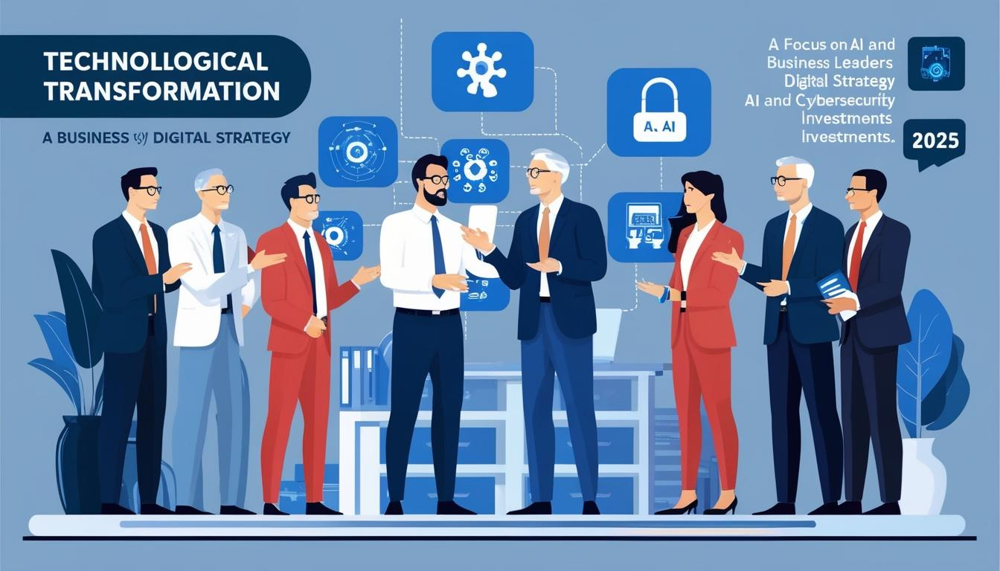 TECHNOLLOGICAL
TRANSFORMATION
A BUSINESS DIGITAL STRATEGY
A Focus on AI and
Business Leaders
Digital Strategy
AI and Cybersecurity
Investments
Investments.
2025
A. AI